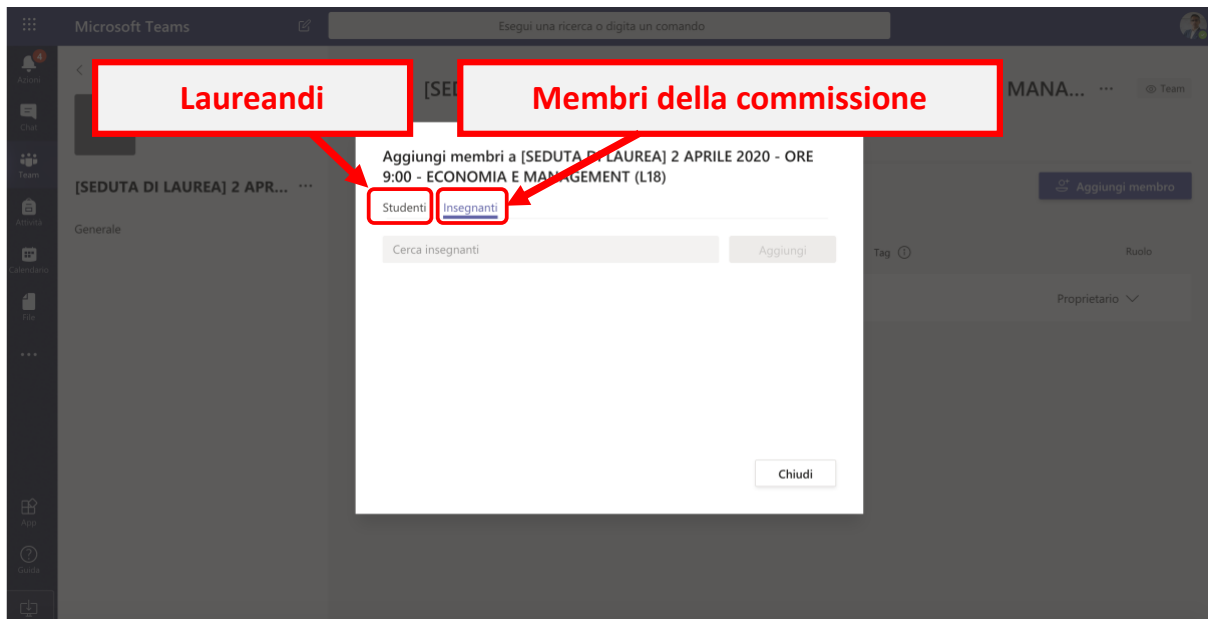 Microsoft Teams
Esegui una ricerca o digita un comando
4
Azioni
Chat
Team
Attività
Calendario
File
App
Guida
Laureandi
Membri della commissione
[SED
MANA... ...
Team
[SEDUTA DI LAUREA] 2 APR... ...
Generale
Aggiungi membro
Tag
Ruolo
Proprietario
Aggiungi membri a [SEDUTA DI LAUREA] 2 APRILE 2020 - ORE
9:00 - ECONOMIA E MANAGEMENT (L18)
Studenti Insegnanti
Cerca insegnanti
Aggiungi
Chiudi